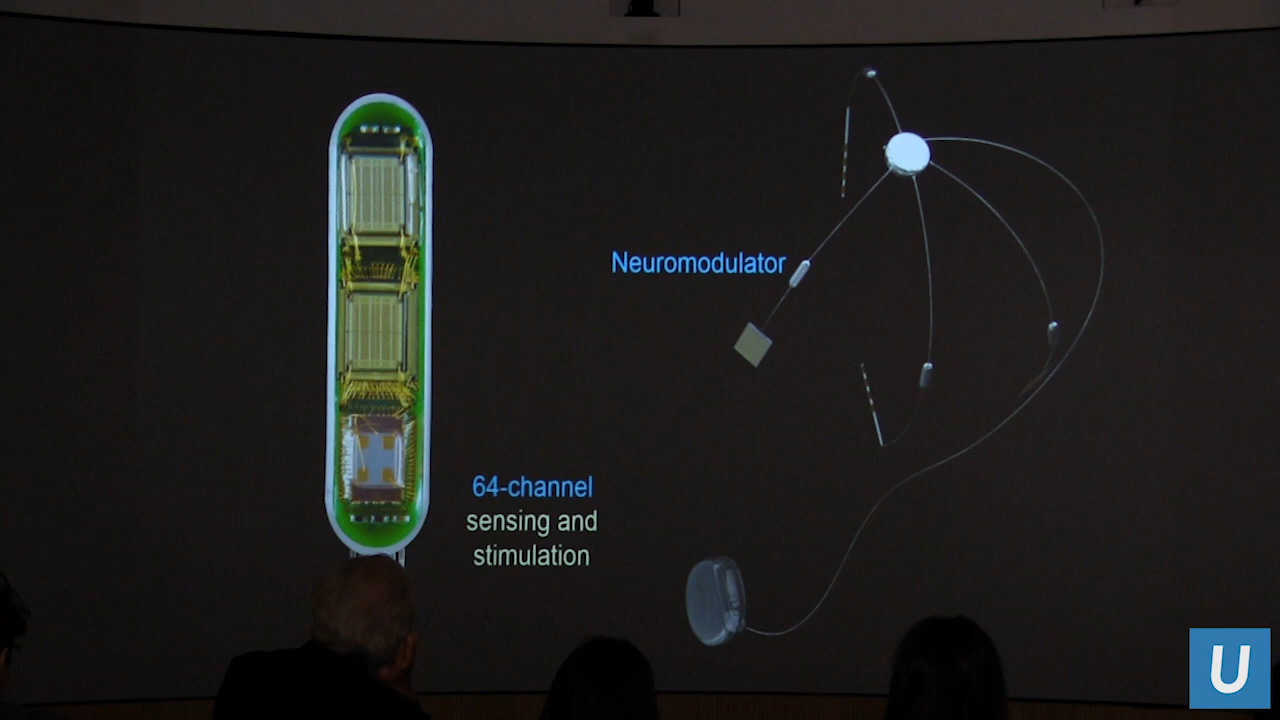 Neuromodulator
64-channel
sensing and
stimulation
U